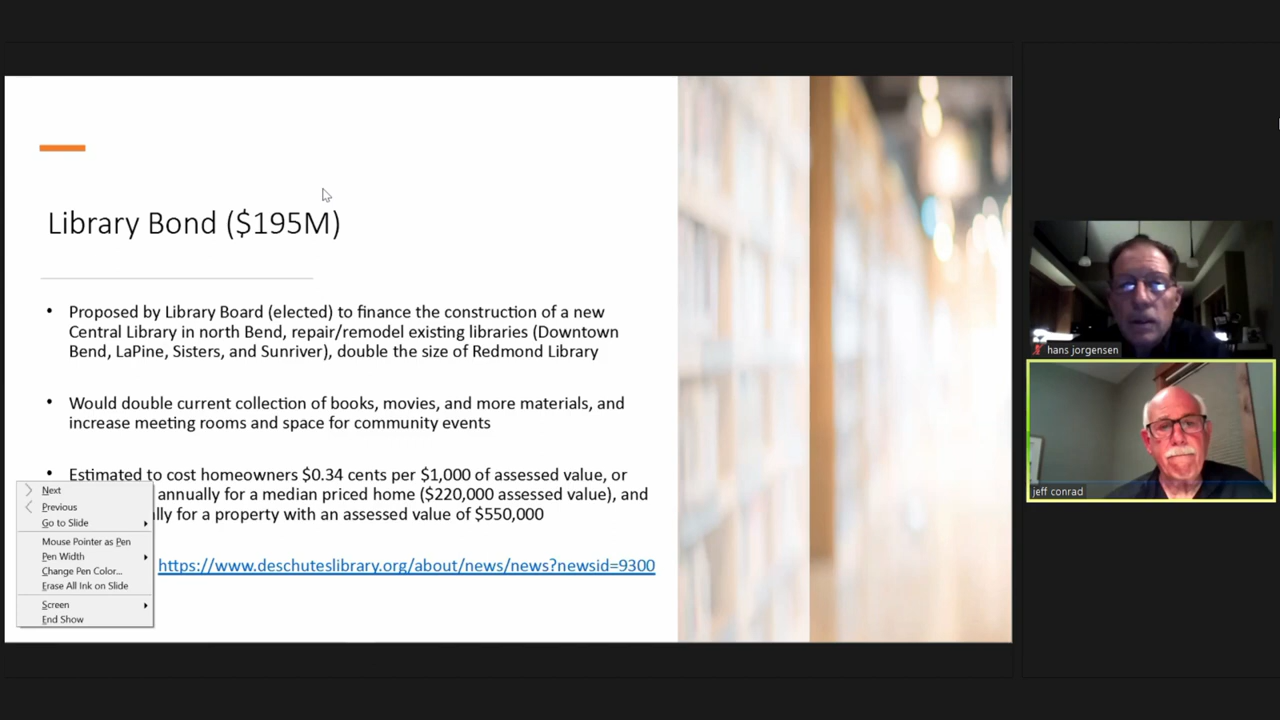 Library Bond ($195M)
• Proposed by Library Board (elected) to finance the construction of a new
Central Library in north Bend, repair/remodel existing libraries (Downtown
Bend, LaPine, Sisters, and Sunriver), double the size of Redmond Library
• Would double current collection of books, movies, and more materials, and
increase meeting rooms and space for community events
• Estimated to cost homeowners $0.34 cents per $1,000 of assessed value, or
annually for a median priced home ($220,000 assessed value), and
lly for a property with an assessed value of $550,000
https://www.deschuteslibrary.org/about/news/news?newsid=9300
Next
Previous
Go to Slide
Mouse Pointer as Pen
Pen Width
Change Pen Color...
Erase All Ink on Slide
Screen
End Show
hans jorgensen
jeff conrad